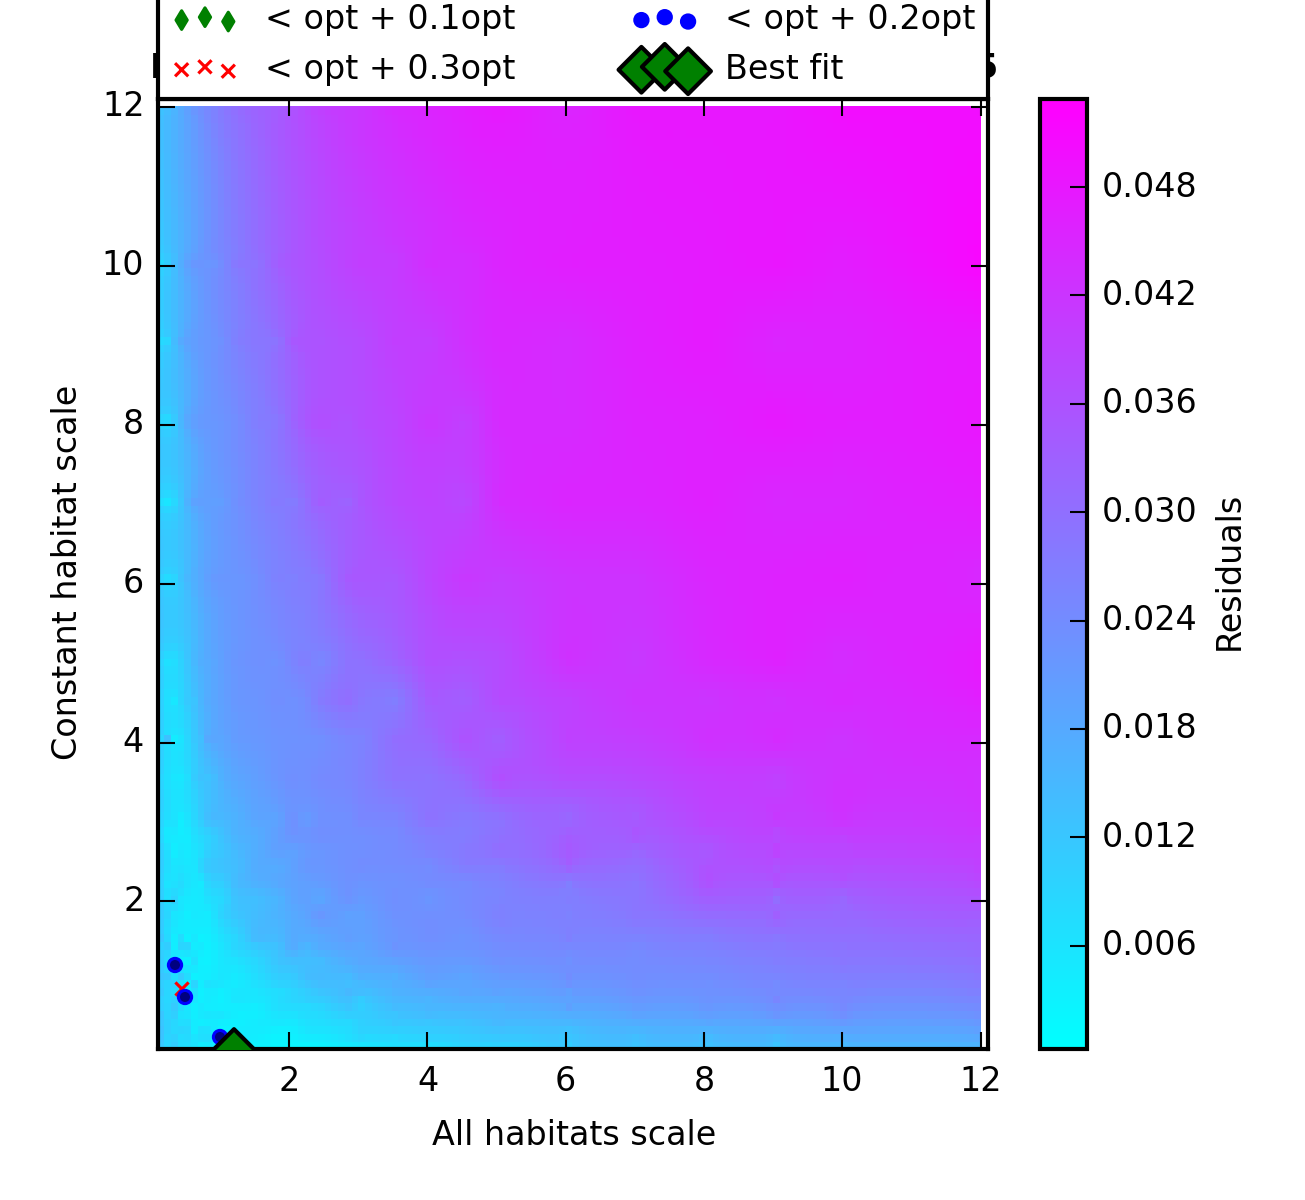 < opt + 0.1opt < opt + 0.2opt
< opt + 0.3opt Best fit
12
10
8
6
4
2
Constant habitat scale
2 4 6 8 10 12
All habitats scale
0.048
0.042
0.036
0.030
0.024
0.018
0.012
0.006
Residuals